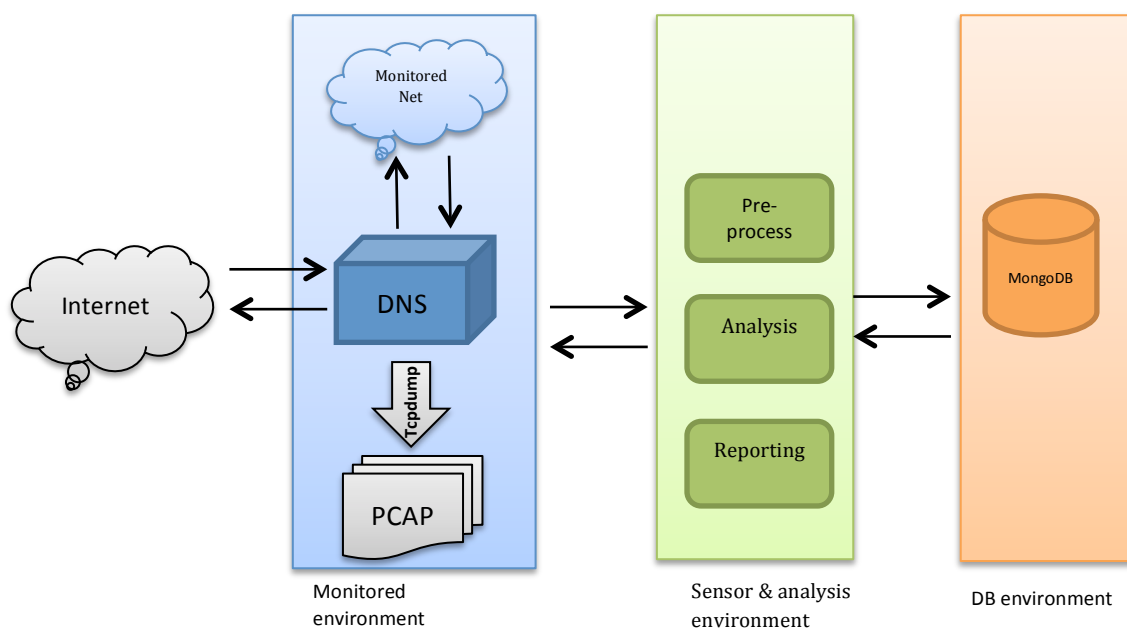 Monitored
Net
Internet
DNS
Tcpdump
PCAP
Monitored
environment
Pre-
process
Analysis
Reporting
Sensor & analysis
environment
MongoDB
DB environment